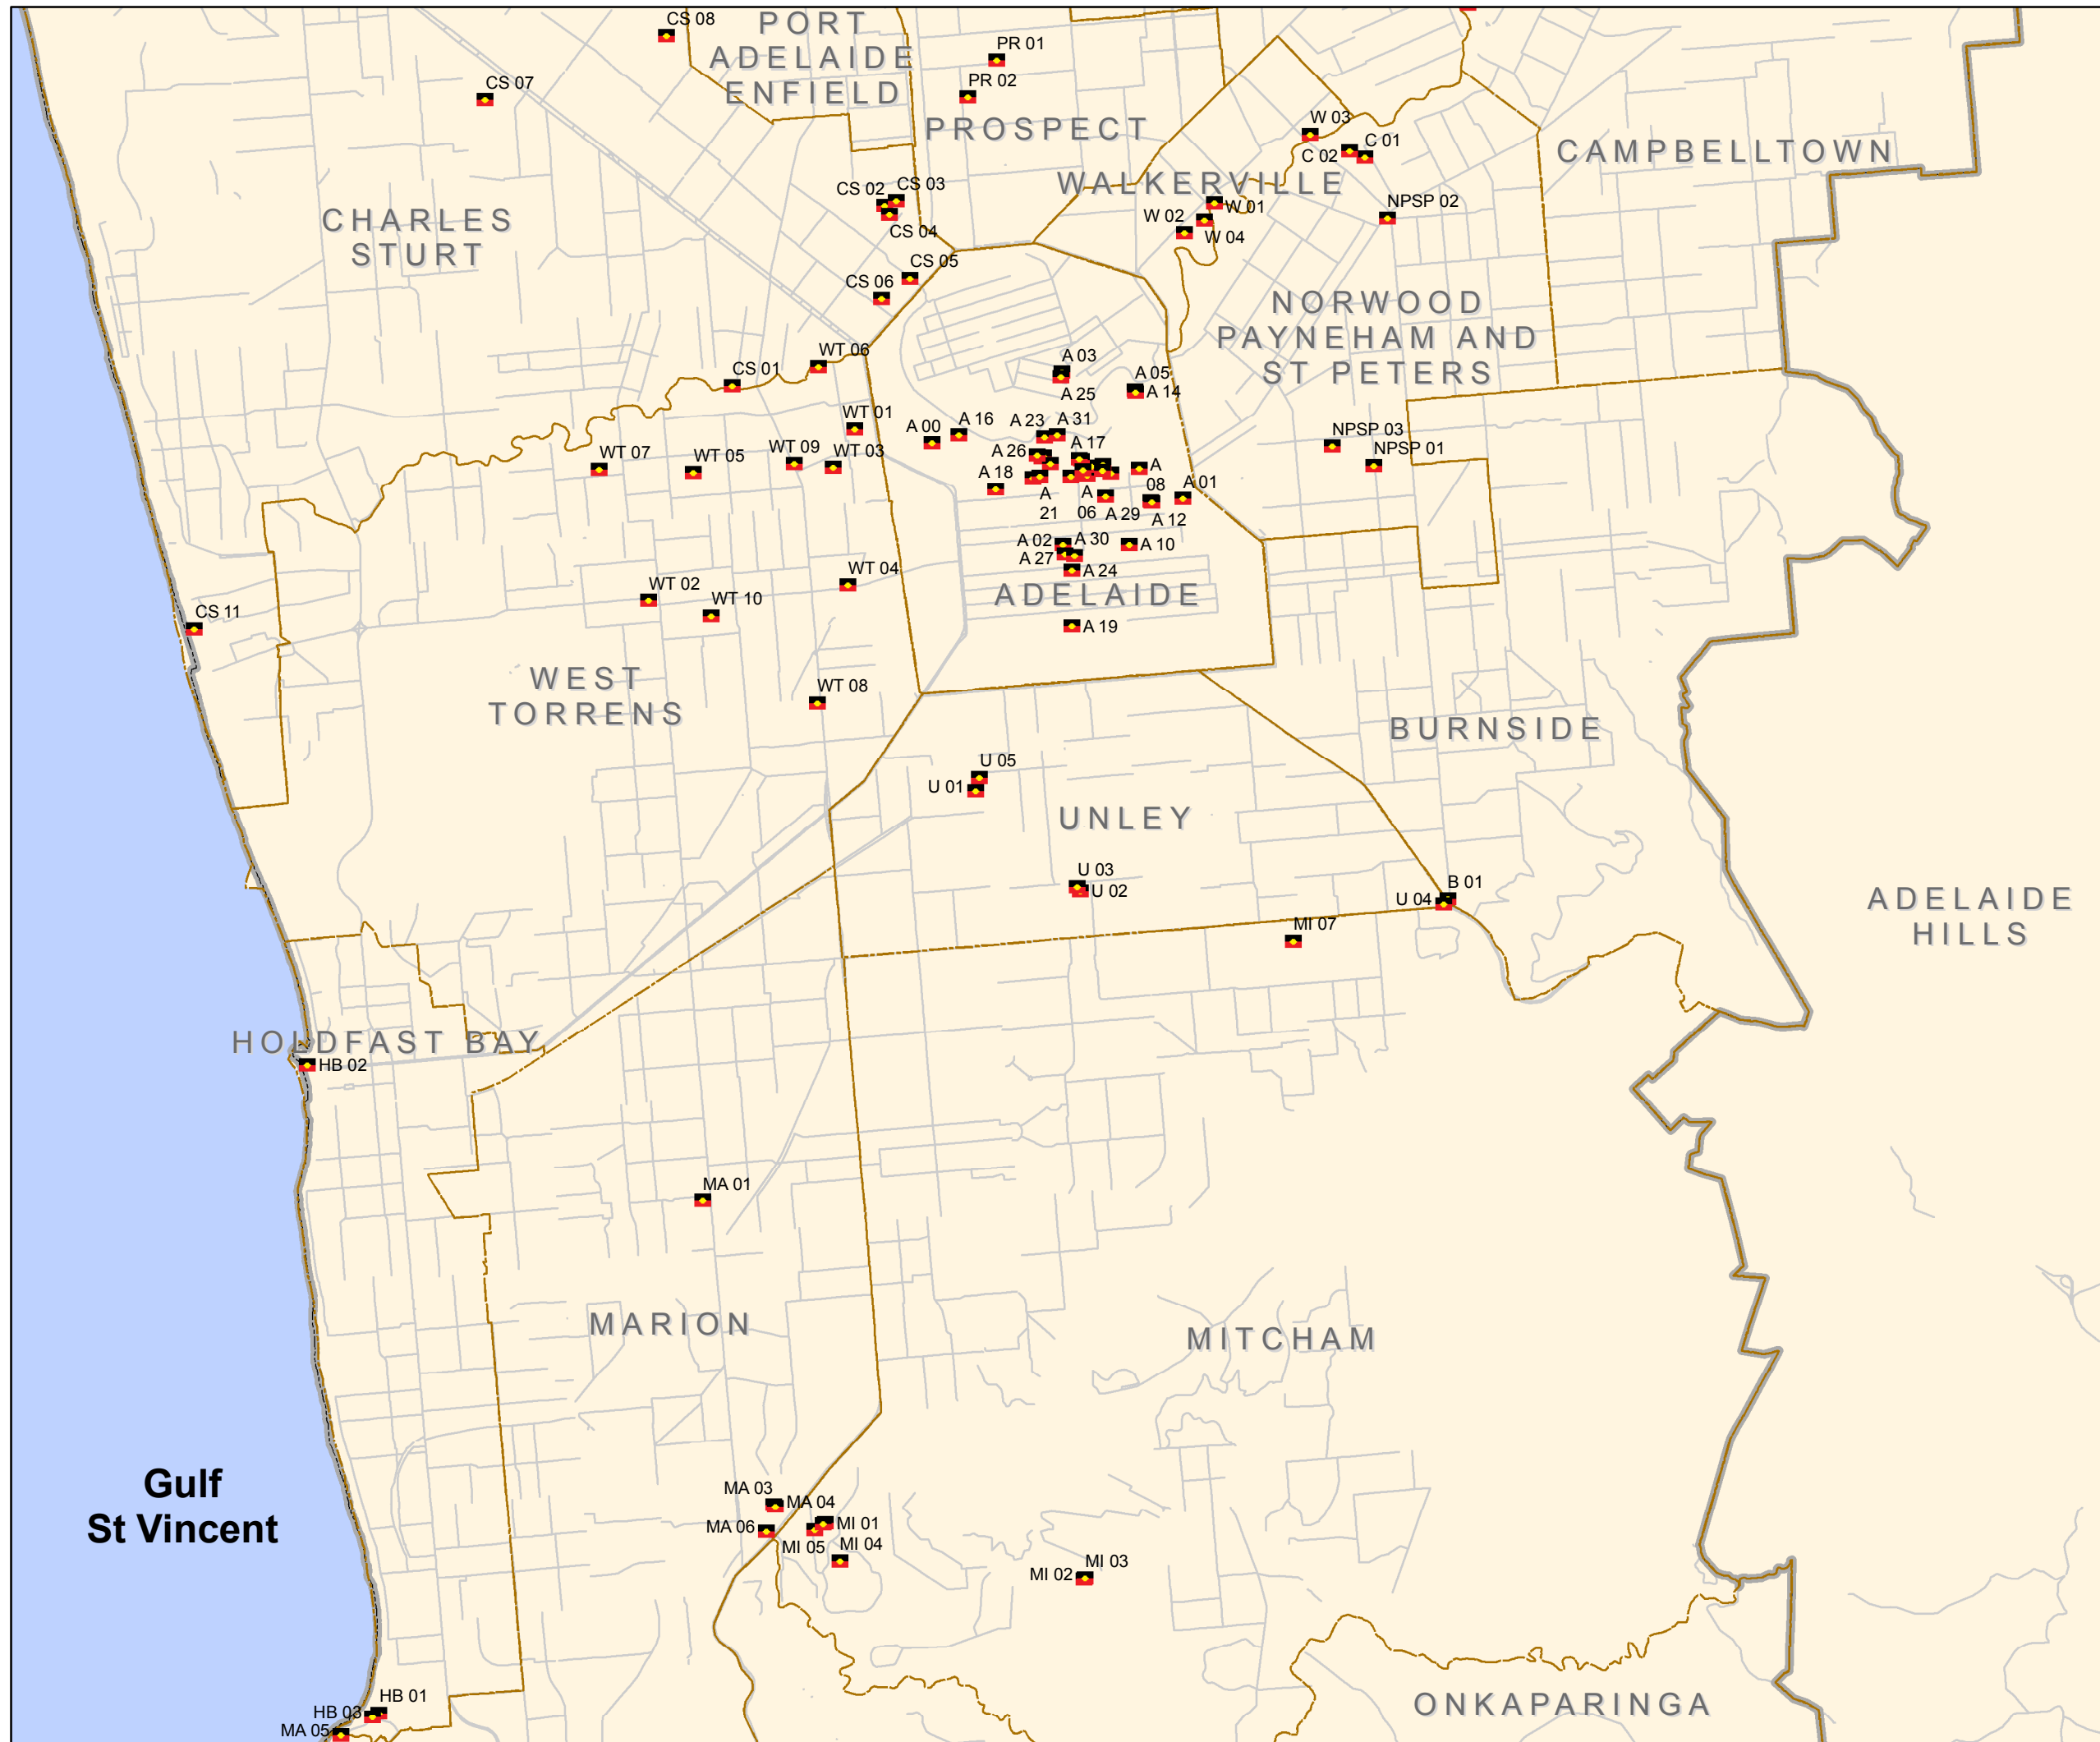 CS 08
PORT
ADELAIDE
ENFIELD
PR 01
PR 02
CS 07
PROSPECT
W 03
C 01
C 02
CAMPBELLTOWN
WALKERVILLE
CS 02
CS 03
CS 04
W 01
W 02
W 04
NPSP 02
CHARLES
STURT
CS 05
CS 06
NORWOOD
PAYNEHAM AND
ST PETERS
WT 06
CS 01
A 03
A 25
A 05
A 14
WT 01
A 00
A 16
A 23
A 31
A 17
NPSP 03
NPSP 01
WT 07
WT 05
WT 09
WT 03
A 26
A 18
A
08
A 01
A
21
A
06
A 29
A 12
A 02
A 30
A 10
A 27
A 24
ADELAIDE
WT 04
WT 02
WT 10
CS 11
A 19
WEST
TORRENS
WT 08
BURNSIDE
U 05
U 01
UNLEY
U 03
U 02
B 01
U 04
MI 07
ADELAIDE
HILLS
HOLDFAST BAY
HB 02
MA 01
MARION
MITCHAM
Gulf
St Vincent
MA 03
MA 04
MA 06
MI 01
MI 05
MI 04
MI 03
MI 02
HB 01
HB 03
MA 05
ONKAPARINGA